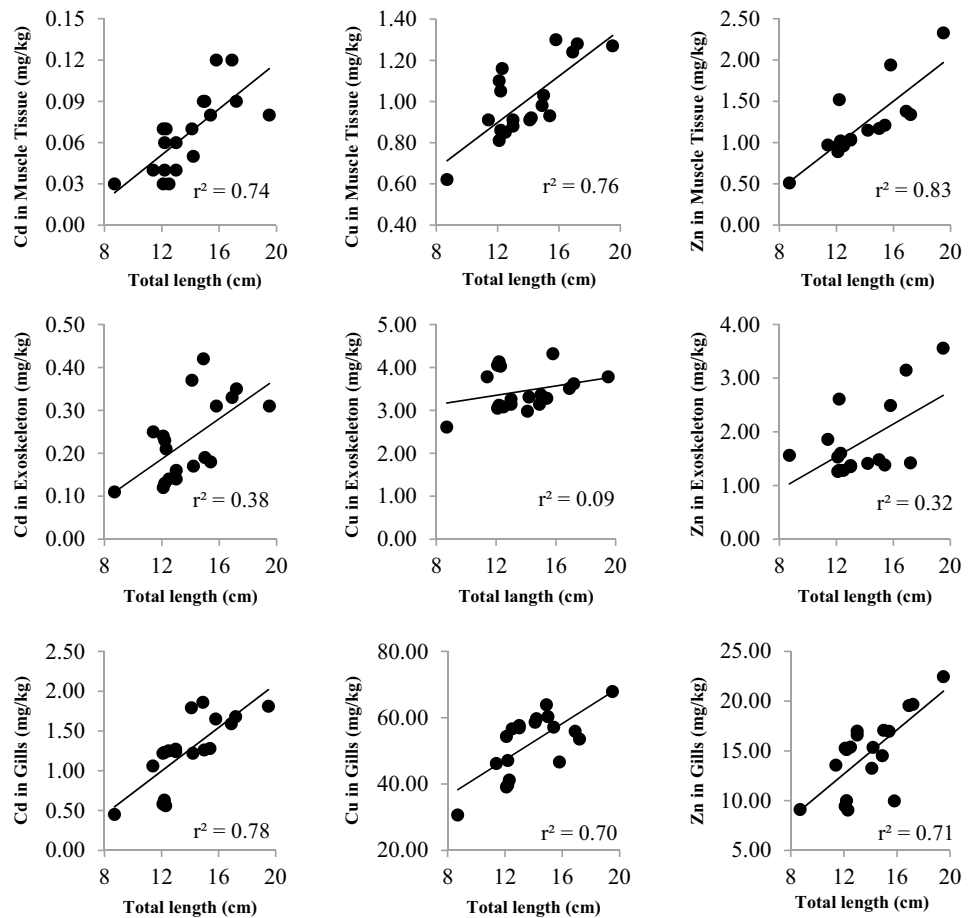 Cd in Muscle Tissue (mg/kg)
0.15
0.12
0.09
0.06
0.03
0.00
r² = 0.74
8 12 16 20
Total length (cm)
Cu in Muscle Tissue (mg/kg)
1.40
1.20
1.00
0.80
0.60
0.40
r² = 0.76
8 12 16 20
Total length (cm)
Zn in Muscle Tissue (mg/kg)
2.50
2.00
1.50
1.00
0.50
0.00
r² = 0.83
8 12 16 20
Total length (cm)
Cd in Exoskeleton (mg/kg)
0.50
0.40
0.30
0.20
0.10
0.00
r² = 0.38
8 12 16 20
Total length (cm)
Cu in Exoskeleton (mg/kg)
5.00
4.00
3.00
2.00
1.00
0.00
r² = 0.09
8 12 16 20
Total langth (cm)
Zn in Exoskeleton (mg/kg)
4.00
3.00
2.00
1.00
0.00
r² = 0.32
8 12 16 20
Total length (cm)
Cd in Gills (mg/kg)
2.50
2.00
1.50
1.00
0.50
0.00
r² = 0.78
8 12 16 20
Total length (cm)
Cu in Gills (mg/kg)
80.00
60.00
40.00
20.00
r² = 0.70
8 12 16 20
Total length (cm)
Zn in Gills (mg/kg)
25.00
20.00
15.00
10.00
5.00
r² = 0.71
8 12 16 20
Total length (cm)